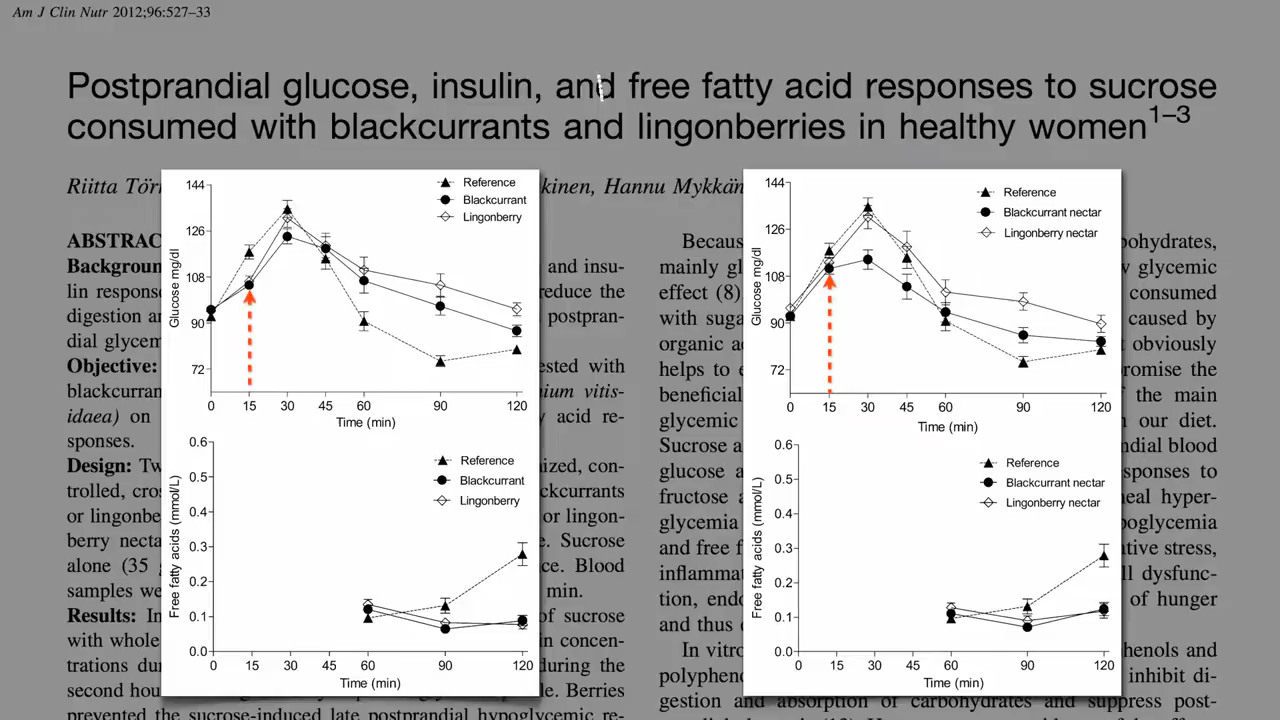 Am J Clin Nutr 2012;96:527–33
Postprandial glucose, insulin, and free fatty acid responses to sucrose
consumed with blackcurrants and lingonberries in healthy women1–3
Riitta kinen, Hannu Mykkän
ABSTRAC
Backgroun and insu-
lin respons reduce the
digestion a postpran-
dial glycem
Objective: ested with
blackcurran nium vitis-
idaea) on acid re-
sponses.
Design: Tw ized, con-
trolled, cro ckcurrants
or lingonbe or lingon-
berry necta e. Sucrose
alone (35 ce. Blood
samples we min.
Results: In of sucrose
with whole in concen-
trations du during the
second hou le. Berries
prevented the sucrose-induced late postprandial hypoglycemic re-
144
126
108
90
72
Glucose mg/dl
Reference
Blackcurrant
Lingonberry
0 15 30 45 60 90 120
Time (min)
0.6
0.5
0.4
0.3
0.2
0.1
0.0
Free fatty acids (mmol/L)
Reference
Blackcurrant
Lingonberry
0 15 30 45 60 90 120
Time (min)
Becaus bohydrates,
mainly gl w glycemic
effect (8) consumed
with suga caused by
organic a t obviously
helps to e promise the
beneficial f the main
glycemic n our diet.
Sucrose a ndial blood
glucose a sponses to
fructose a neal hyper-
glycemia poglycemia
and free f ative stress,
inflammat ll dysfunc-
tion, endo of hunger
and thus
In vitro henols and
polyphen inhibit di-
gestion and absorption of carbohydrates and suppress post-
144
126
108
90
72
Glucose mg/dl
Reference
Blackcurrant nectar
Lingonberry nectar
0 15 30 45 60 90 120
Time (min)
0.6
0.5
0.4
0.3
0.2
0.1
0.0
Free fatty acids (mmol/L)
Reference
Blackcurrant nectar
Lingonberry nectar
0 15 30 45 60 90 120
Time (min)